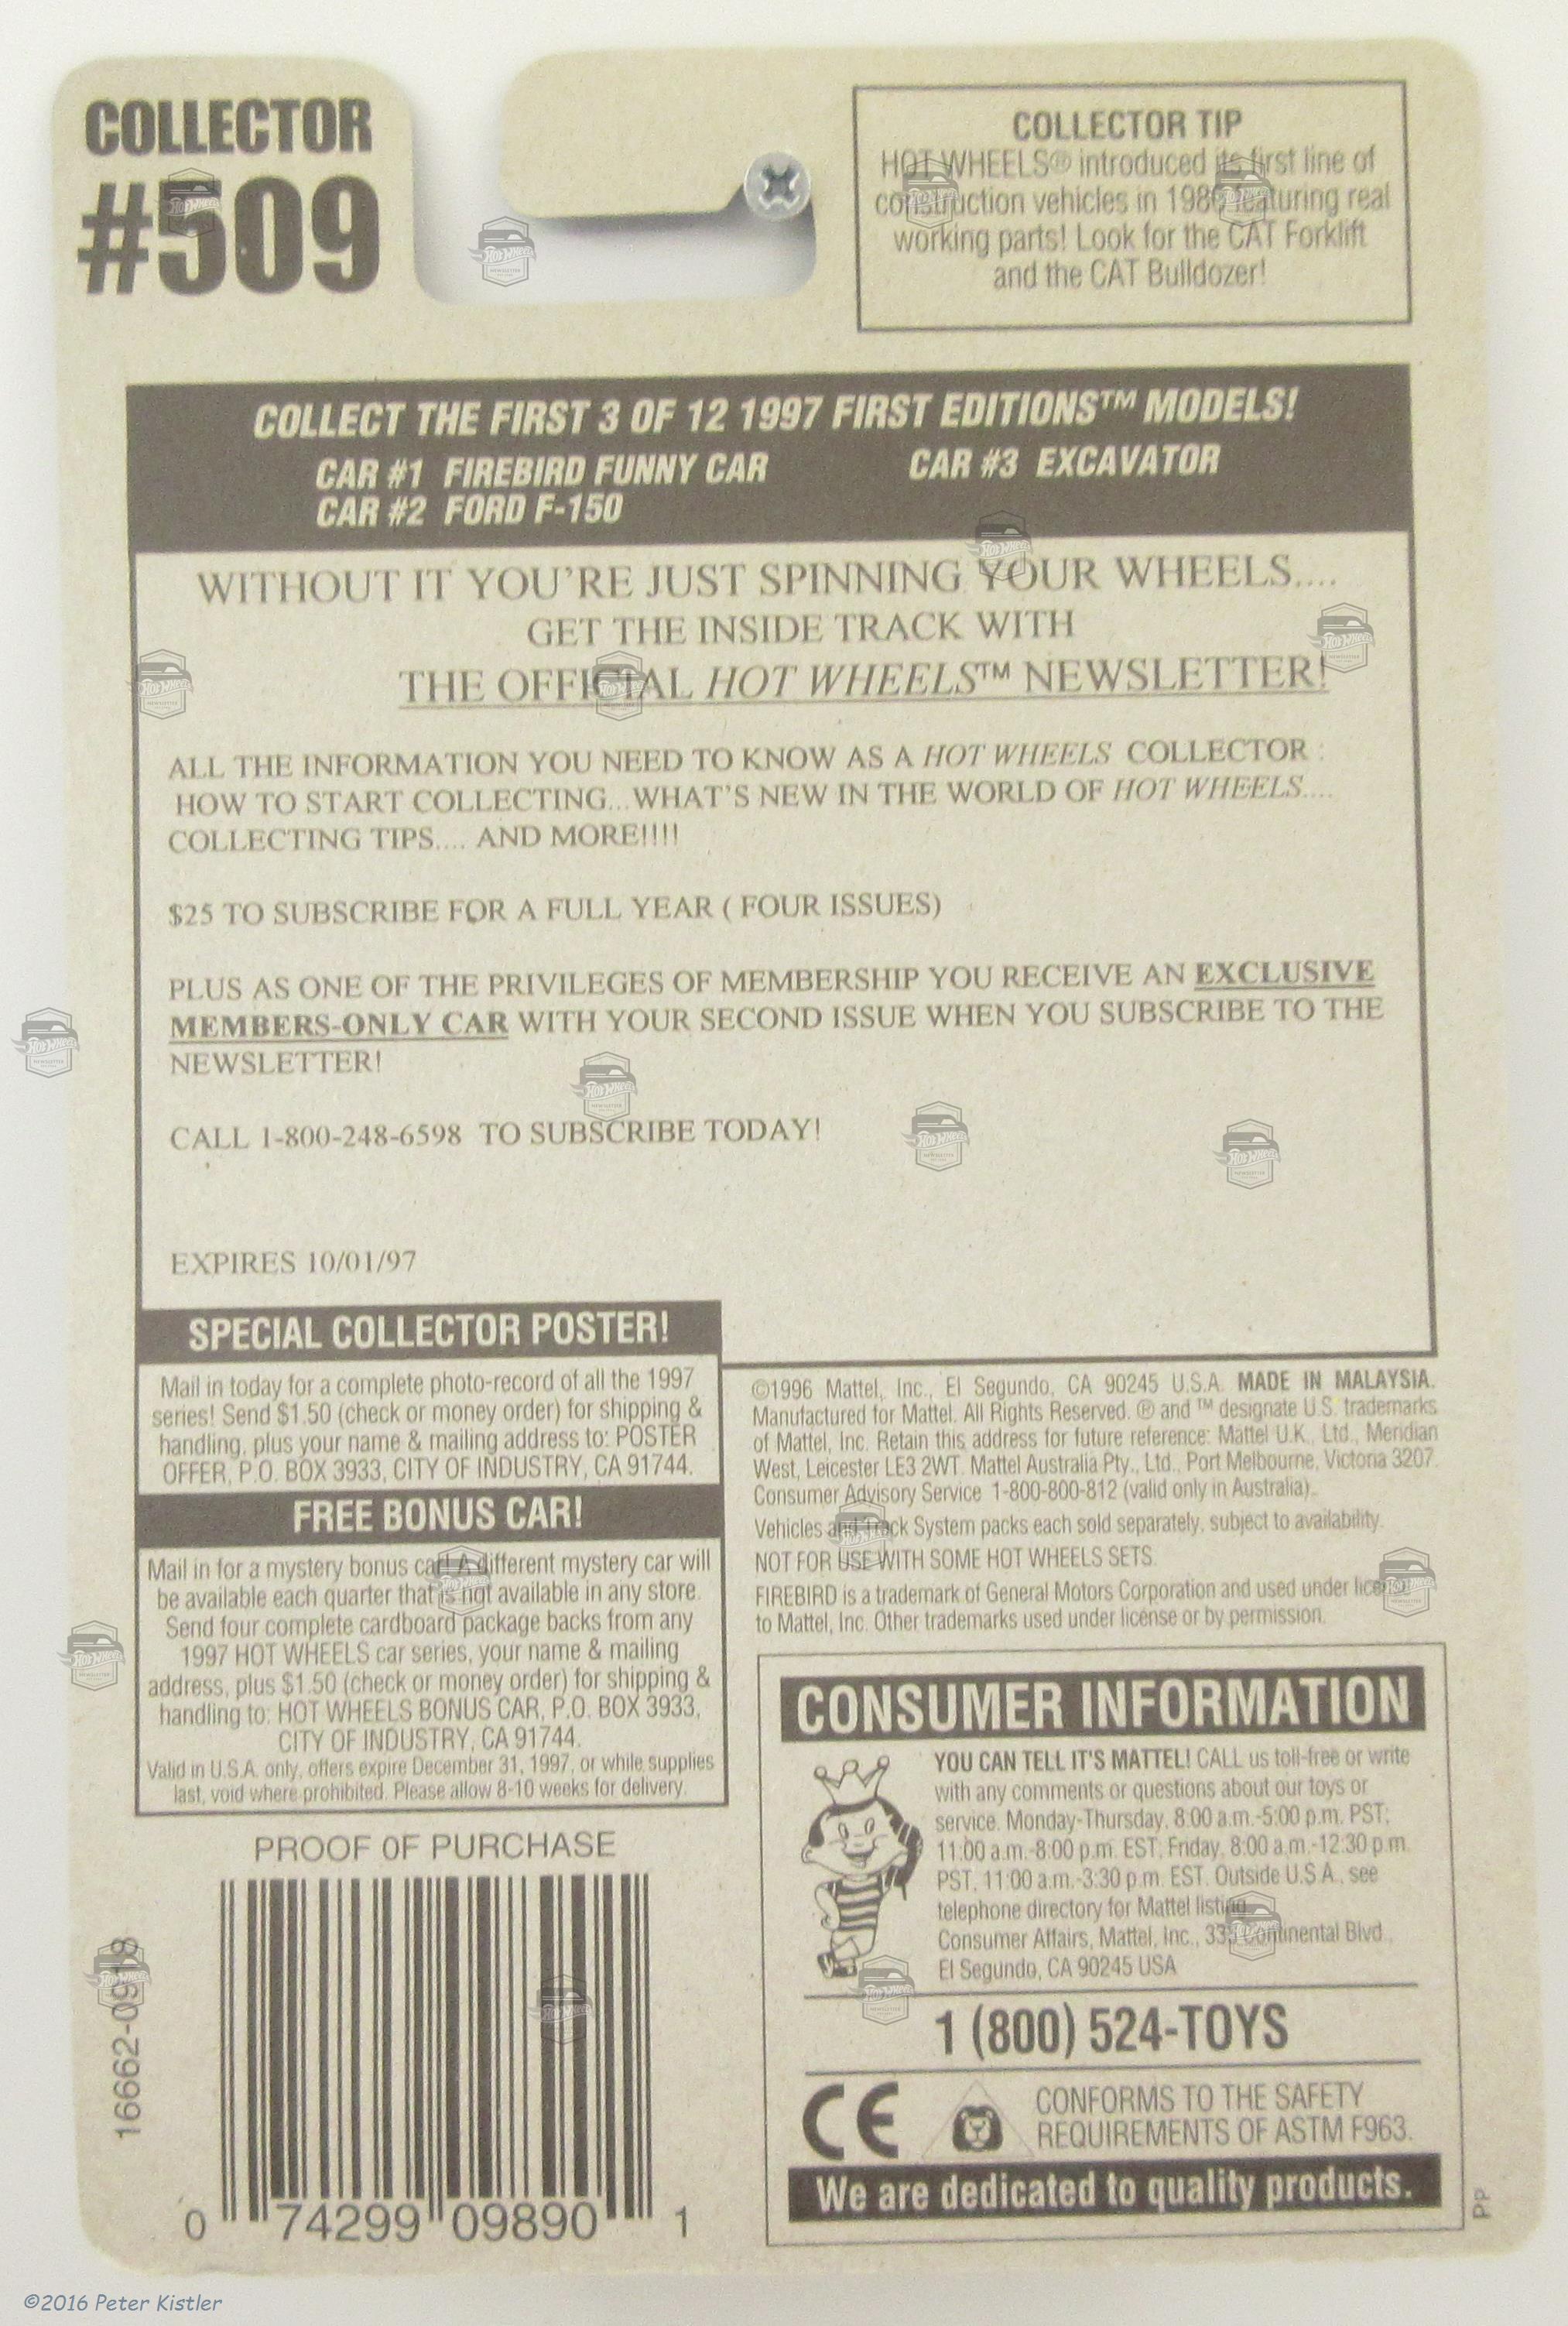 COLLECTOR
#509
COLLECTOR TIP
HOT WHEELS® introduced its first line of
construction vehicles in 1980 featuring real
working parts! Look for the CAT Forklift
and the CAT Bulldozer!
COLLECT THE FIRST 3 OF 12 1997 FIRST EDITIONS™ MODELS!
CAR #1 FIREBIRD FUNNY CAR
CAR #2 FORD F-150
CAR #3 EXCAVATOR
WITHOUT IT YOU'RE JUST SPINNING YOUR WHEELS....
GET THE INSIDE TRACK WITH
THE OFFICIAL HOT WHEELS™ NEWSLETTER!
ALL THE INFORMATION YOU NEED TO KNOW AS A HOT WHEELS COLLECTOR :
HOW TO START COLLECTING...WHAT'S NEW IN THE WORLD OF HOT WHEELS....
COLLECTING TIPS.... AND MORE!!!!
$25 TO SUBSCRIBE FOR A FULL YEAR ( FOUR ISSUES)
PLUS AS ONE OF THE PRIVILEGES OF MEMBERSHIP YOU RECEIVE AN EXCLUSIVE
MEMBERS-ONLY CAR WITH YOUR SECOND ISSUE WHEN YOU SUBSCRIBE TO THE
NEWSLETTER!
CALL 1-800-248-6598 TO SUBSCRIBE TODAY!
EXPIRES 10/01/97
SPECIAL COLLECTOR POSTER!
Mail in today for a complete photo-record of all the 1997
series! Send $1.50 (check or money order) for shipping &
handling, plus your name & mailing address to: POSTER
OFFER, P.O. BOX 3933, CITY OF INDUSTRY, CA 91744.
FREE BONUS CAR!
Mail in for a mystery bonus car! A different mystery car will
be available each quarter that is not available in any store.
Send four complete cardboard package backs from any
1997 HOT WHEELS car series, your name & mailing
address, plus $1.50 (check or money order) for shipping &
handling to: HOT WHEELS BONUS CAR, P.O. BOX 3933,
CITY OF INDUSTRY, CA 91744.
Valid in U.S.A. only, offers expire December 31, 1997, or while supplies
last, void where prohibited. Please allow 8-10 weeks for delivery.
©1996 Mattel, Inc., El Segundo, CA 90245 U.S.A. MADE IN MALAYSIA.
Manufactured for Mattel. All Rights Reserved. ® and ™ designate U.S. trademarks
of Mattel, Inc. Retain this address for future reference: Mattel U.K., Ltd., Meridian
West, Leicester LE3 2WT. Mattel Australia Pty., Ltd., Port Melbourne, Victoria 3207.
Consumer Advisory Service 1-800-800-812 (valid only in Australia).
Vehicles and Track System packs each sold separately, subject to availability.
NOT FOR USE WITH SOME HOT WHEELS SETS.
FIREBIRD is a trademark of General Motors Corporation and used under license
to Mattel, Inc. Other trademarks used under license or by permission.
CONSUMER INFORMATION
YOU CAN TELL IT'S MATTEL! CALL us toll-free or write
with any comments or questions about our toys or
service. Monday-Thursday, 8:00 a.m.-5:00 p.m. PST;
11:00 a.m.-8:00 p.m. EST. Friday, 8:00 a.m.-12:30 p.m.
PST, 11:00 a.m.-3:30 p.m. EST. Outside U.S.A., see
telephone directory for Mattel listing.
Consumer Affairs, Mattel, Inc., 333 Continental Blvd.,
El Segundo, CA 90245 USA
1 (800) 524-TOYS
CE
CONFORMS TO THE SAFETY
REQUIREMENTS OF ASTM F963.
We are dedicated to quality products.
PP
PROOF OF PURCHASE
0 74299 09890 1
©2016 Peter Kistler